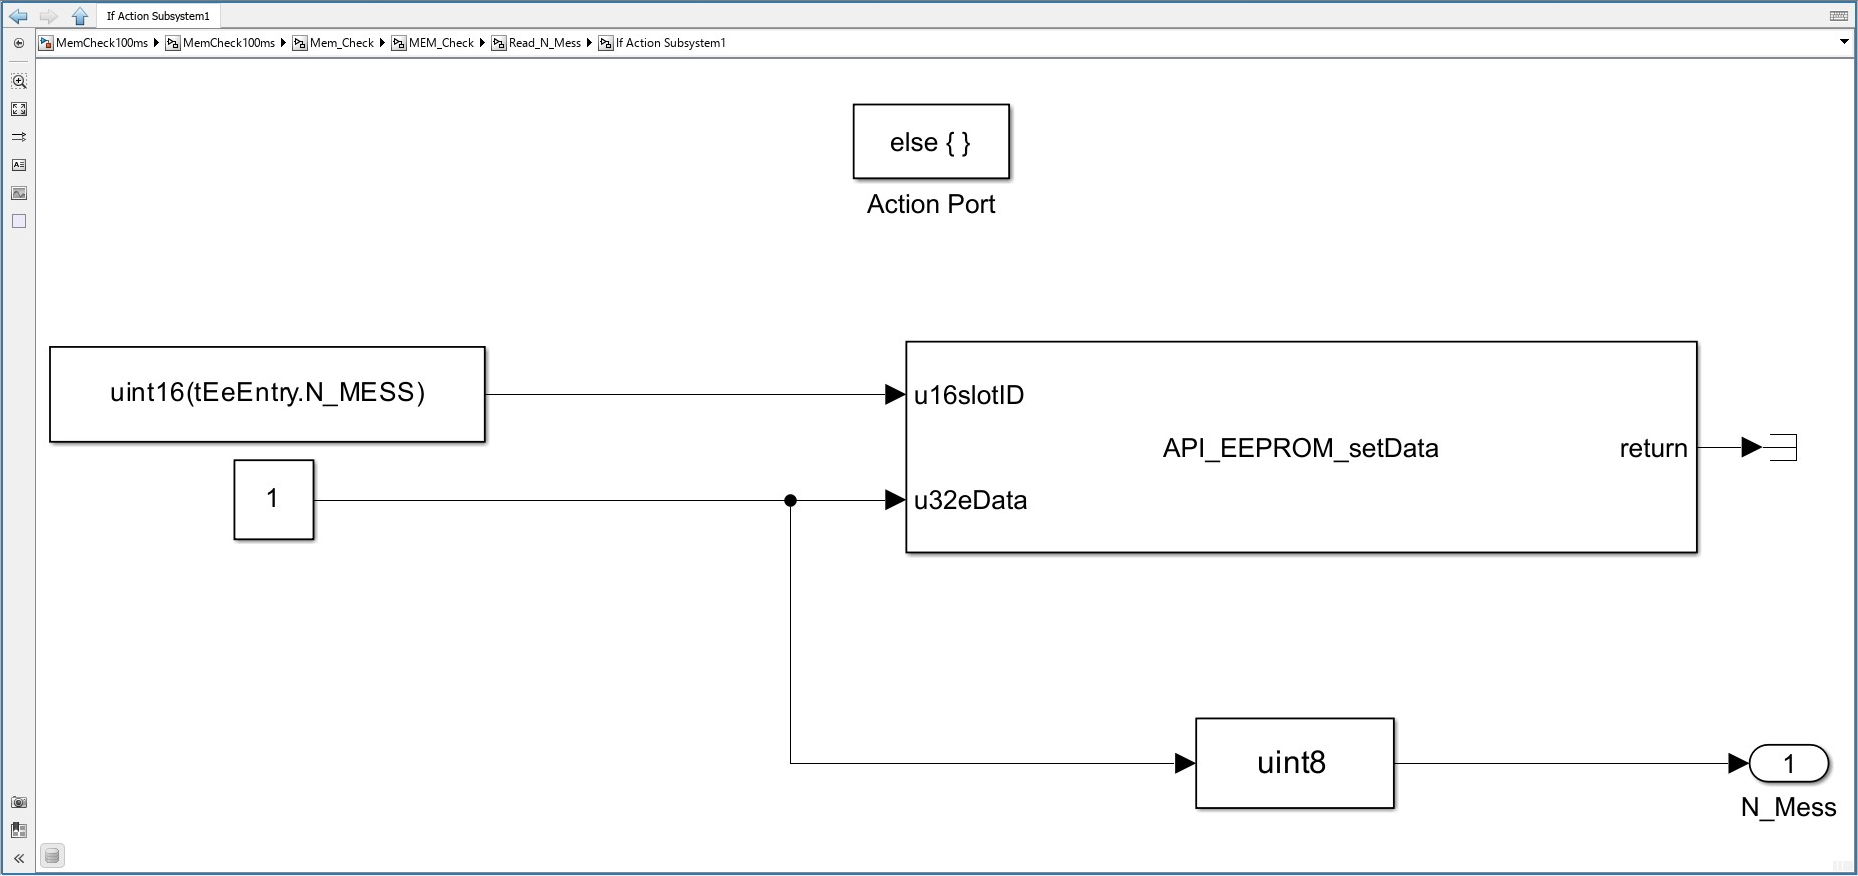 If Action Subsystem1
MemCheck100ms MemCheck100ms Mem_Check MEM_Check Read_N_Mess If Action Subsystem1
else { }
Action Port
uint16(tEeEntry.N_MESS)
u16slotID
API_EEPROM_setData
return
1
u32eData
uint8
1
N_Mess